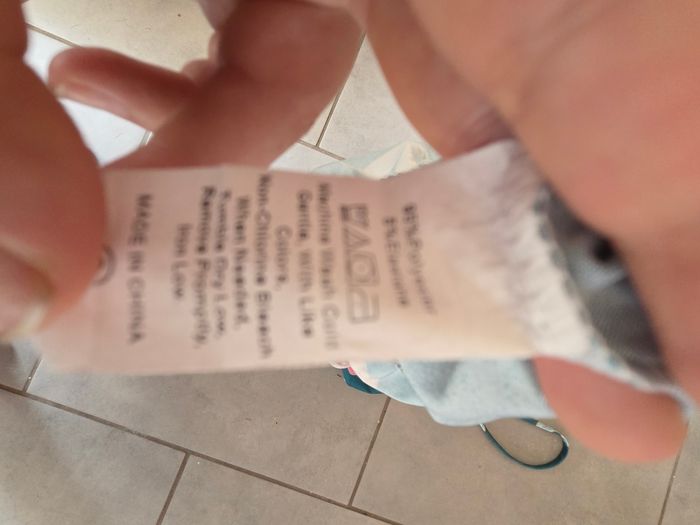 95%Polyester
5%Elastane
Machine Wash Cold
Gentle, With Like
Colors,
Non-Chlorine Bleach
When Needed,
Tumble Dry Low,
Remove Promptly,
Iron Low
MADE IN CHINA